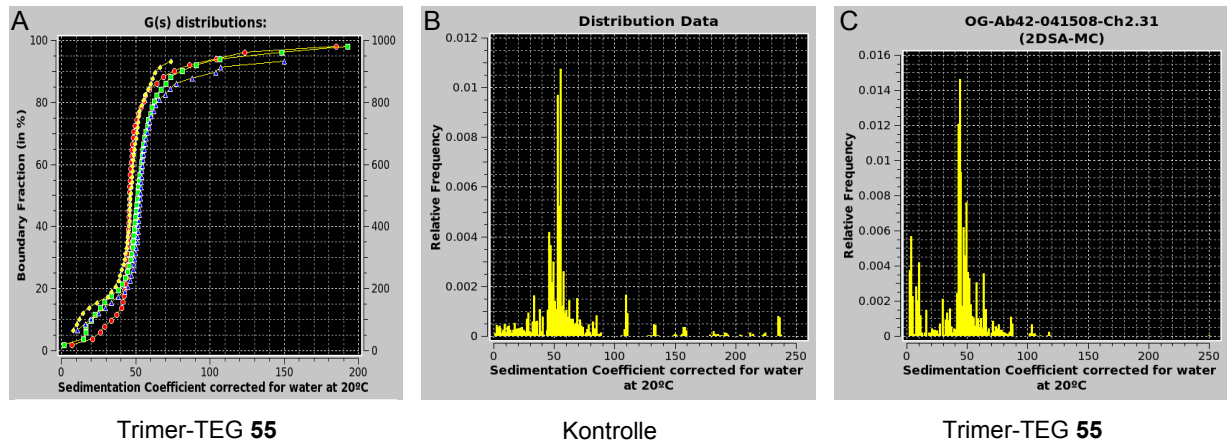 A
G(s) distributions:
Boundary Fraction (in %)
100
80
60
40
20
0
1000
800
600
400
200
0
0
50
100
150
200
Sedimentation Coefficient corrected for water at 20ºC
Trimer-TEG 55
B
Distribution Data
Relative Frequency
0.012
0.01
0.008
0.006
0.004
0.002
0
0
50
100
150
200
250
Sedimentation Coefficient corrected for water
at 20ºC
Kontrolle
C
OG-Ab42-041508-Ch2.31
(2DSA-MC)
Relative Frequency
0.016
0.014
0.012
0.01
0.008
0.006
0.004
0.002
0
0
50
100
150
200
250
Sedimentation Coefficient corrected for water
at 20ºC
Trimer-TEG 55